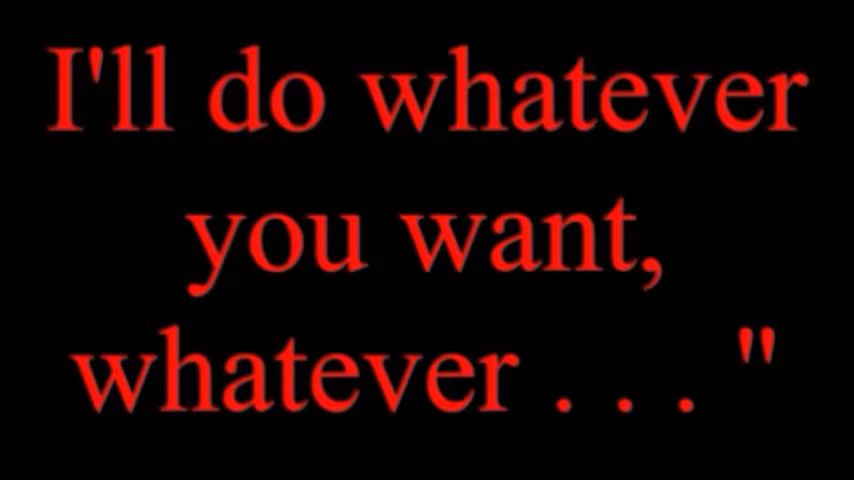 I'll do whatever
you want,
whatever . . . "